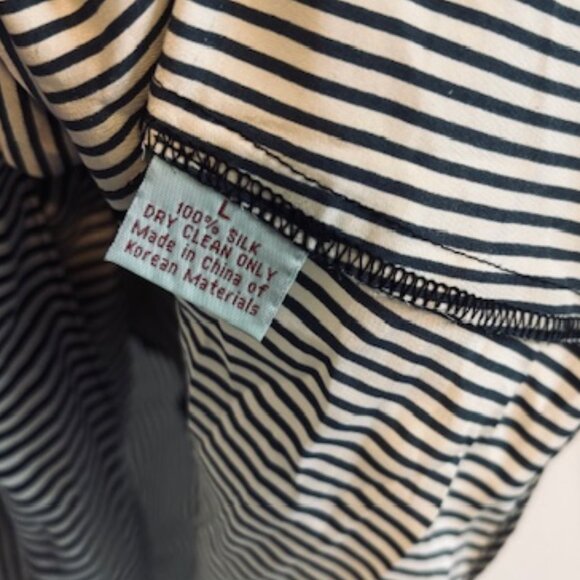 L
100% SILK
DRY CLEAN ONLY
Made in China of
Korean Materials